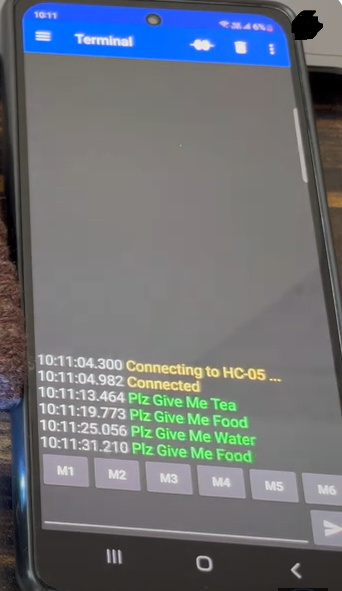 10:11
6%
Terminal
10:11:04.300 Connecting to HC-05 ...
10:11:04.982 Connected
10:11:13.464 Plz Give Me Tea
10:11:19.773 Plz Give Me Food
10:11:25.056 Plz Give Me Water
10:11:31.210 Plz Give Me Food
M1 M2 M3 M4 M5 M6